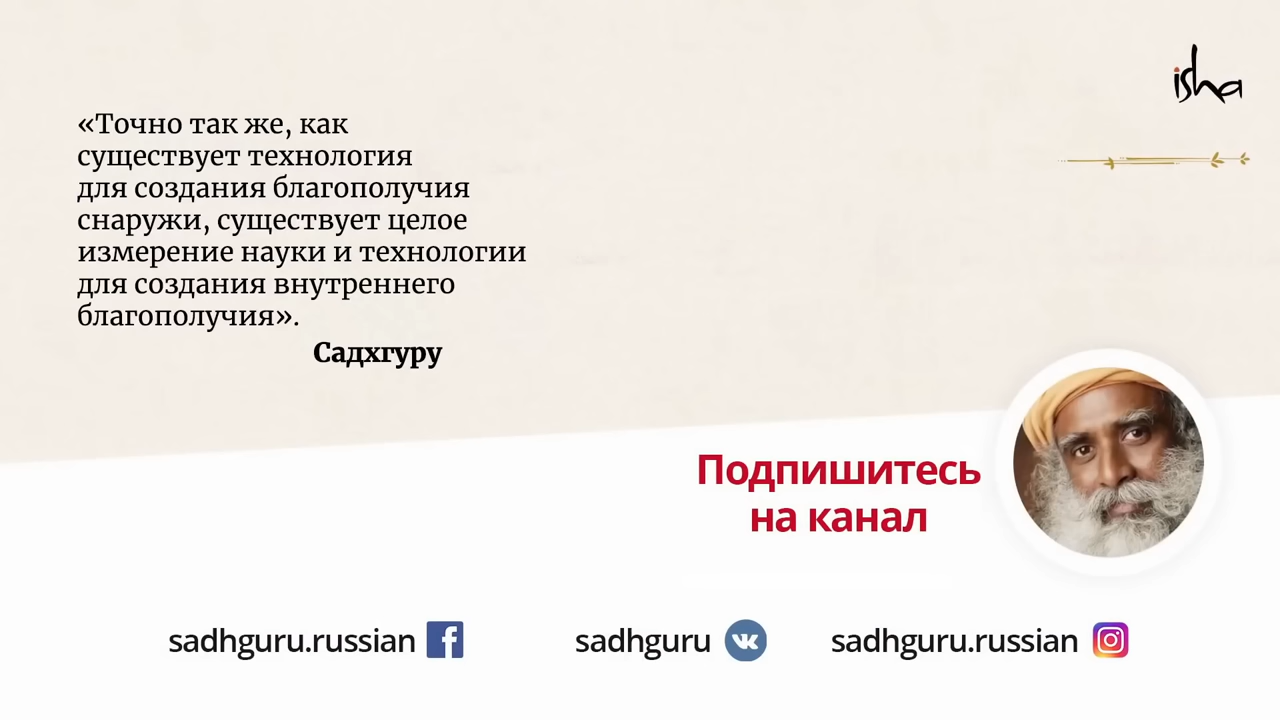 isha
«Точно так же, как
существует технология
для создания благополучия
снаружи, существует целое
измерение науки и технологии
для создания внутреннего
благополучия».
Садхгуру
Подпишитесь
на канал
sadhguru.russian
sadhguru
sadhguru.russian